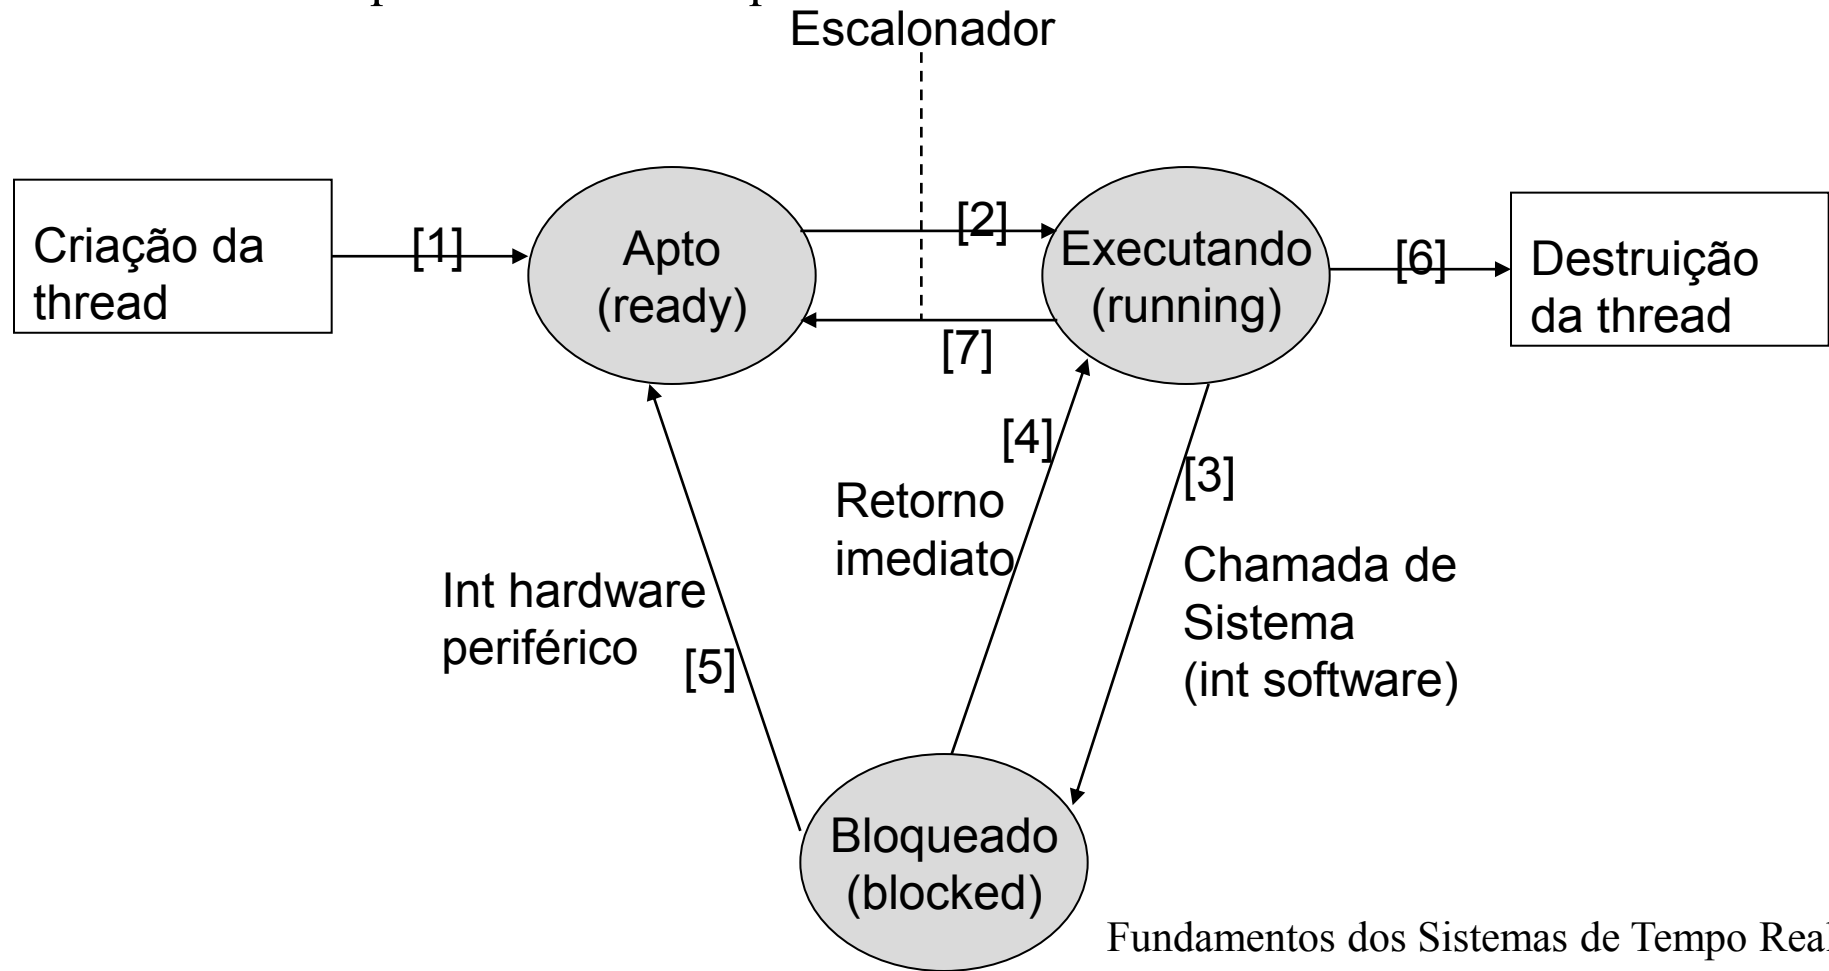 Escalonador
Criação da
thread
[1]
Apto
(ready)
[2]
[7]
Executando
(running)
[6]
Destruição
da thread
[4]
Retorno
imediato
[3]
Chamada de
Sistema
(int software)
Int hardware
periférico
[5]
Bloqueado
(blocked)
Fundamentos dos Sistemas de Tempo Real